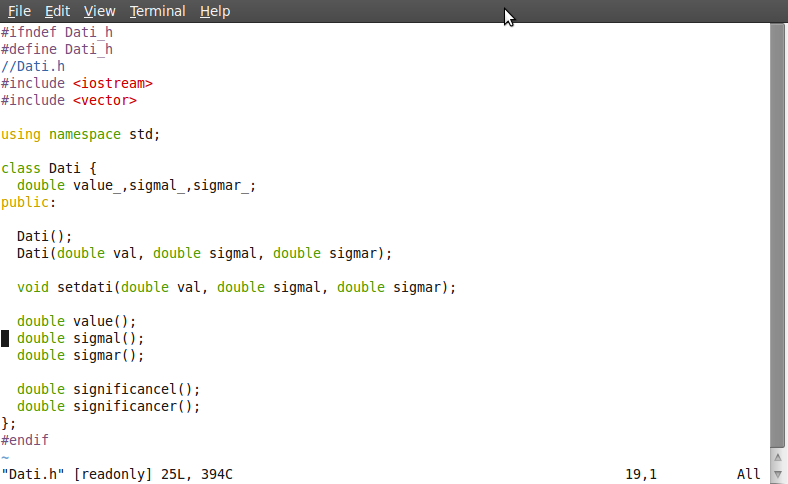 File Edit View Terminal Help
#ifndef Dati_h
#define Dati_h
//Dati.h
#include <iostream>
#include <vector>
using namespace std;
class Dati {
  double value_,sigmal_,sigmar_;
public:
  Dati();
  Dati(double val, double sigmal, double sigmar);
  void setdati(double val, double sigmal, double sigmar);
  double value();
  double sigmal();
  double sigmar();
  double significancel();
  double significancer();
};
#endif
~
"Dati.h" [readonly] 25L, 394C 19,1 All